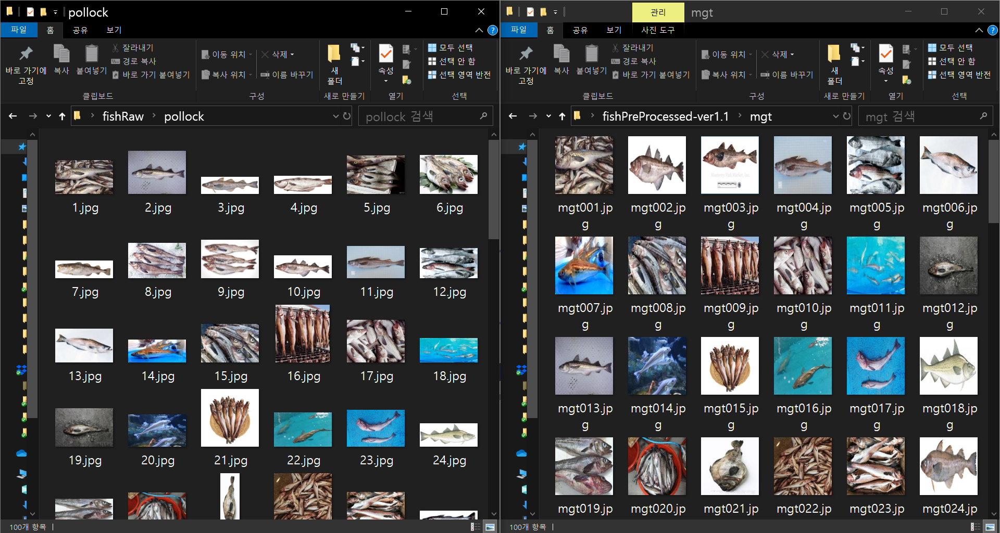 pollock
파일 홈 공유 보기
바로 가기에 고정
복사
붙여넣기
잘라내기
경로 복사
바로 가기 붙여넣기
클립보드
이동 위치
복사 위치
삭제
이름 바꾸기
구성
새 폴더
새로 만들기
속성
열기
모두 선택
선택 안 함
선택 영역 반전
선택
fishRaw > pollock
pollock 검색
1.jpg 2.jpg 3.jpg 4.jpg 5.jpg 6.jpg
7.jpg 8.jpg 9.jpg 10.jpg 11.jpg 12.jpg
13.jpg 14.jpg 15.jpg 16.jpg 17.jpg 18.jpg
19.jpg 20.jpg 21.jpg 22.jpg 23.jpg 24.jpg
100개 항목
관리
mgt
파일 홈 공유 보기 사진 도구
바로 가기에 고정
복사
붙여넣기
잘라내기
경로 복사
바로 가기 붙여넣기
클립보드
이동 위치
복사 위치
삭제
이름 바꾸기
구성
새 폴더
새로 만들기
속성
열기
모두 선택
선택 안 함
선택 영역 반전
선택
fishPreProcessed-ver1.1 > mgt
mgt 검색
Monterey Fish Market, Inc.
mgt001.jpg mgt002.jpg mgt003.jpg mgt004.jpg mgt005.jpg mgt006.jpg
mgt007.jpg mgt008.jpg mgt009.jpg mgt010.jpg mgt011.jpg mgt012.jpg
mgt013.jpg mgt014.jpg mgt015.jpg mgt016.jpg mgt017.jpg mgt018.jpg
mgt019.jp mgt020.jp mgt021.jp mgt022.jp mgt023.jp mgt024.jp
100개 항목